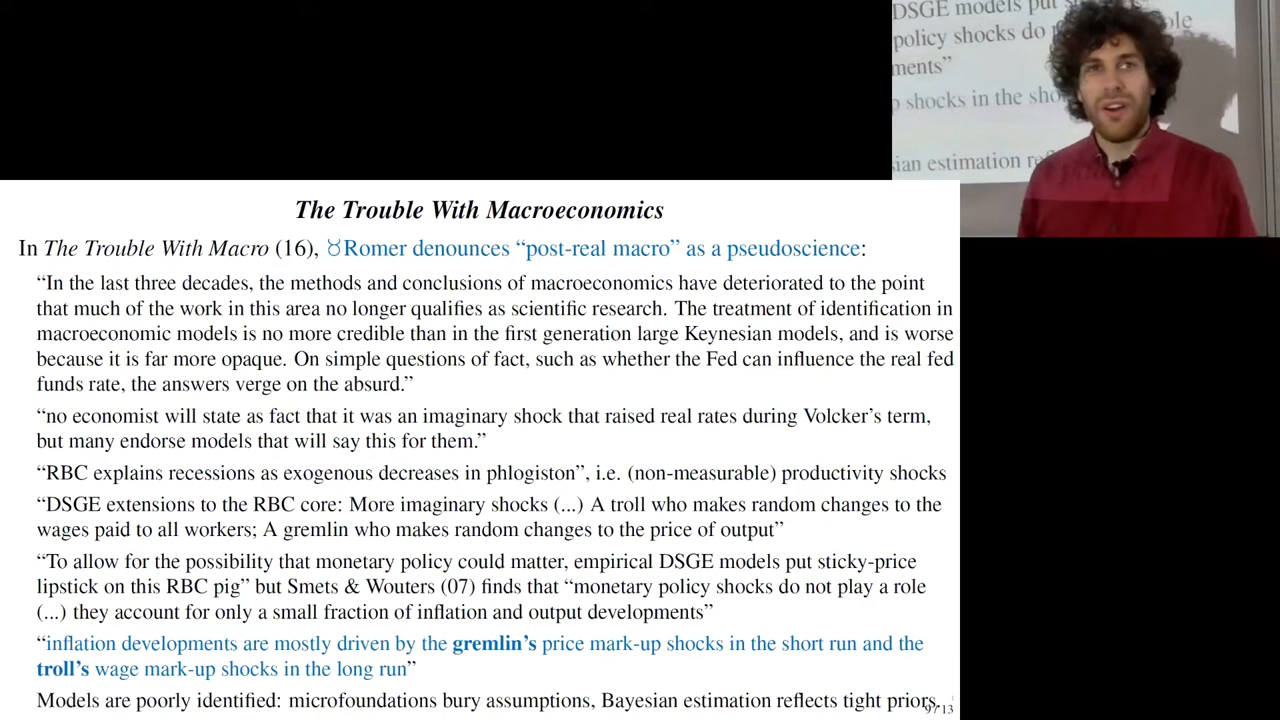 DSGE models put
policy shocks do
ole
ments”
p shocks in the sho
ian estimation re
The Trouble With Macroeconomics
In The Trouble With Macro (16), ♉Romer denounces “post-real macro” as a pseudoscience:
“In the last three decades, the methods and conclusions of macroeconomics have deteriorated to the point
that much of the work in this area no longer qualifies as scientific research. The treatment of identification in
macroeconomic models is no more credible than in the first generation large Keynesian models, and is worse
because it is far more opaque. On simple questions of fact, such as whether the Fed can influence the real fed
funds rate, the answers verge on the absurd.”
“no economist will state as fact that it was an imaginary shock that raised real rates during Volcker’s term,
but many endorse models that will say this for them.”
“RBC explains recessions as exogenous decreases in phlogiston”, i.e. (non-measurable) productivity shocks
“DSGE extensions to the RBC core: More imaginary shocks (...) A troll who makes random changes to the
wages paid to all workers; A gremlin who makes random changes to the price of output”
“To allow for the possibility that monetary policy could matter, empirical DSGE models put sticky-price
lipstick on this RBC pig” but Smets & Wouters (07) finds that “monetary policy shocks do not play a role
(...) they account for only a small fraction of inflation and output developments”
“inflation developments are mostly driven by the gremlin’s price mark-up shocks in the short run and the
troll’s wage mark-up shocks in the long run”
Models are poorly identified: microfoundations bury assumptions, Bayesian estimation reflects tight priors.
9 / 13